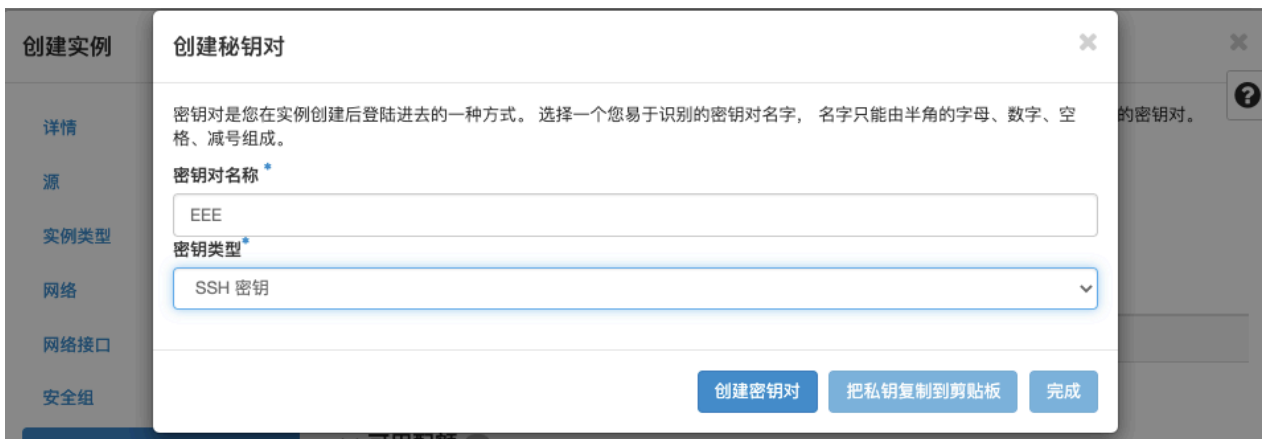 创建实例
创建秘钥对
密钥对是您在实例创建后登陆进去的一种方式。 选择一个您易于识别的密钥对名字, 名字只能由半角的字母、数字、空
格、减号组成。
的密钥对。
密钥对名称 *
EEE
密钥类型*
SSH 密钥
详情
源
实例类型
网络
网络接口
安全组
创建密钥对
把私钥复制到剪贴板
完成